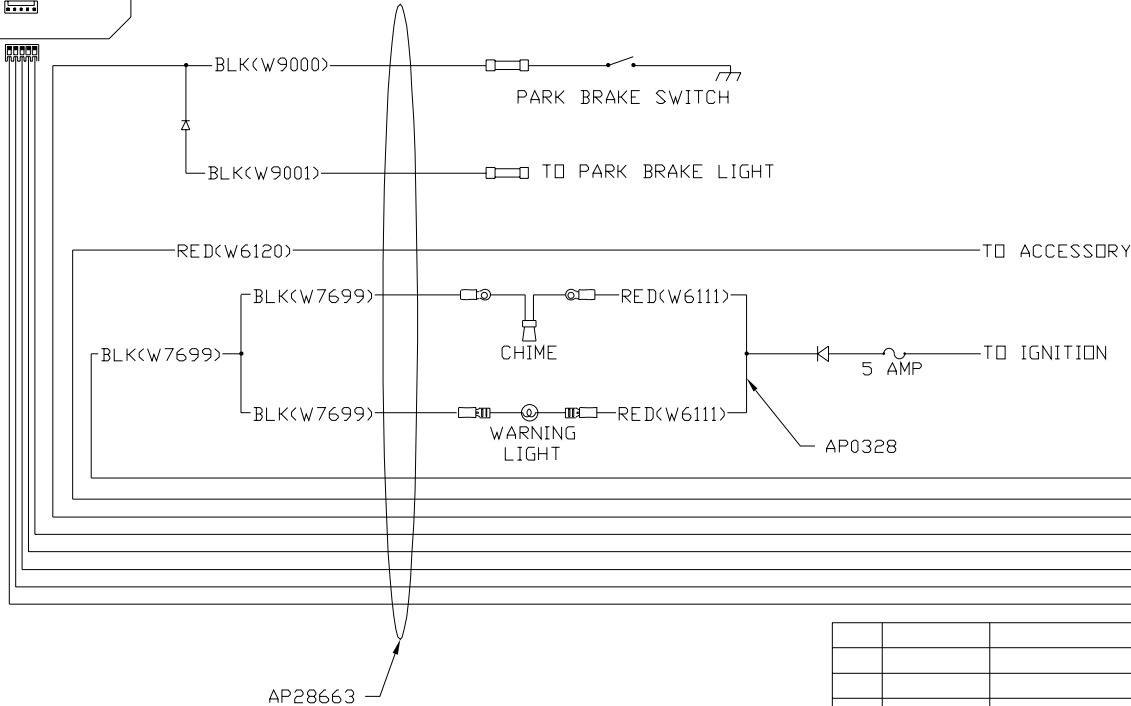 BLK(W9000)
PARK BRAKE SWITCH
BLK(W9001)
TO PARK BRAKE LIGHT
RED(W6120)
TO ACCESSORY
BLK(W7699)
RED(W6111)
CHIME
BLK(W7699)
TO IGNITION
5 AMP
BLK(W7699)
RED(W6111)
WARNING
LIGHT
AP0328
AP28663